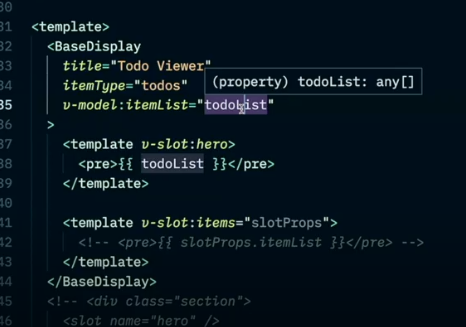 30
31 <template>
32 <BaseDisplay
33 title="Todo Viewer"
34 itemType="todos"
(property) todoList: any[]
35 v-model:itemList="todoList"
36 >
37 <template v-slot:hero>
38 <pre>{{ todoList }}</pre>
39 </template>
40
41 <template v-slot:items="slotProps">
42 <!-- <pre>{{ slotProps.itemList }}</pre> -->
43 </template>
44 </BaseDisplay>
45 <!-- <div class="section">
46 <slot name="hero" />